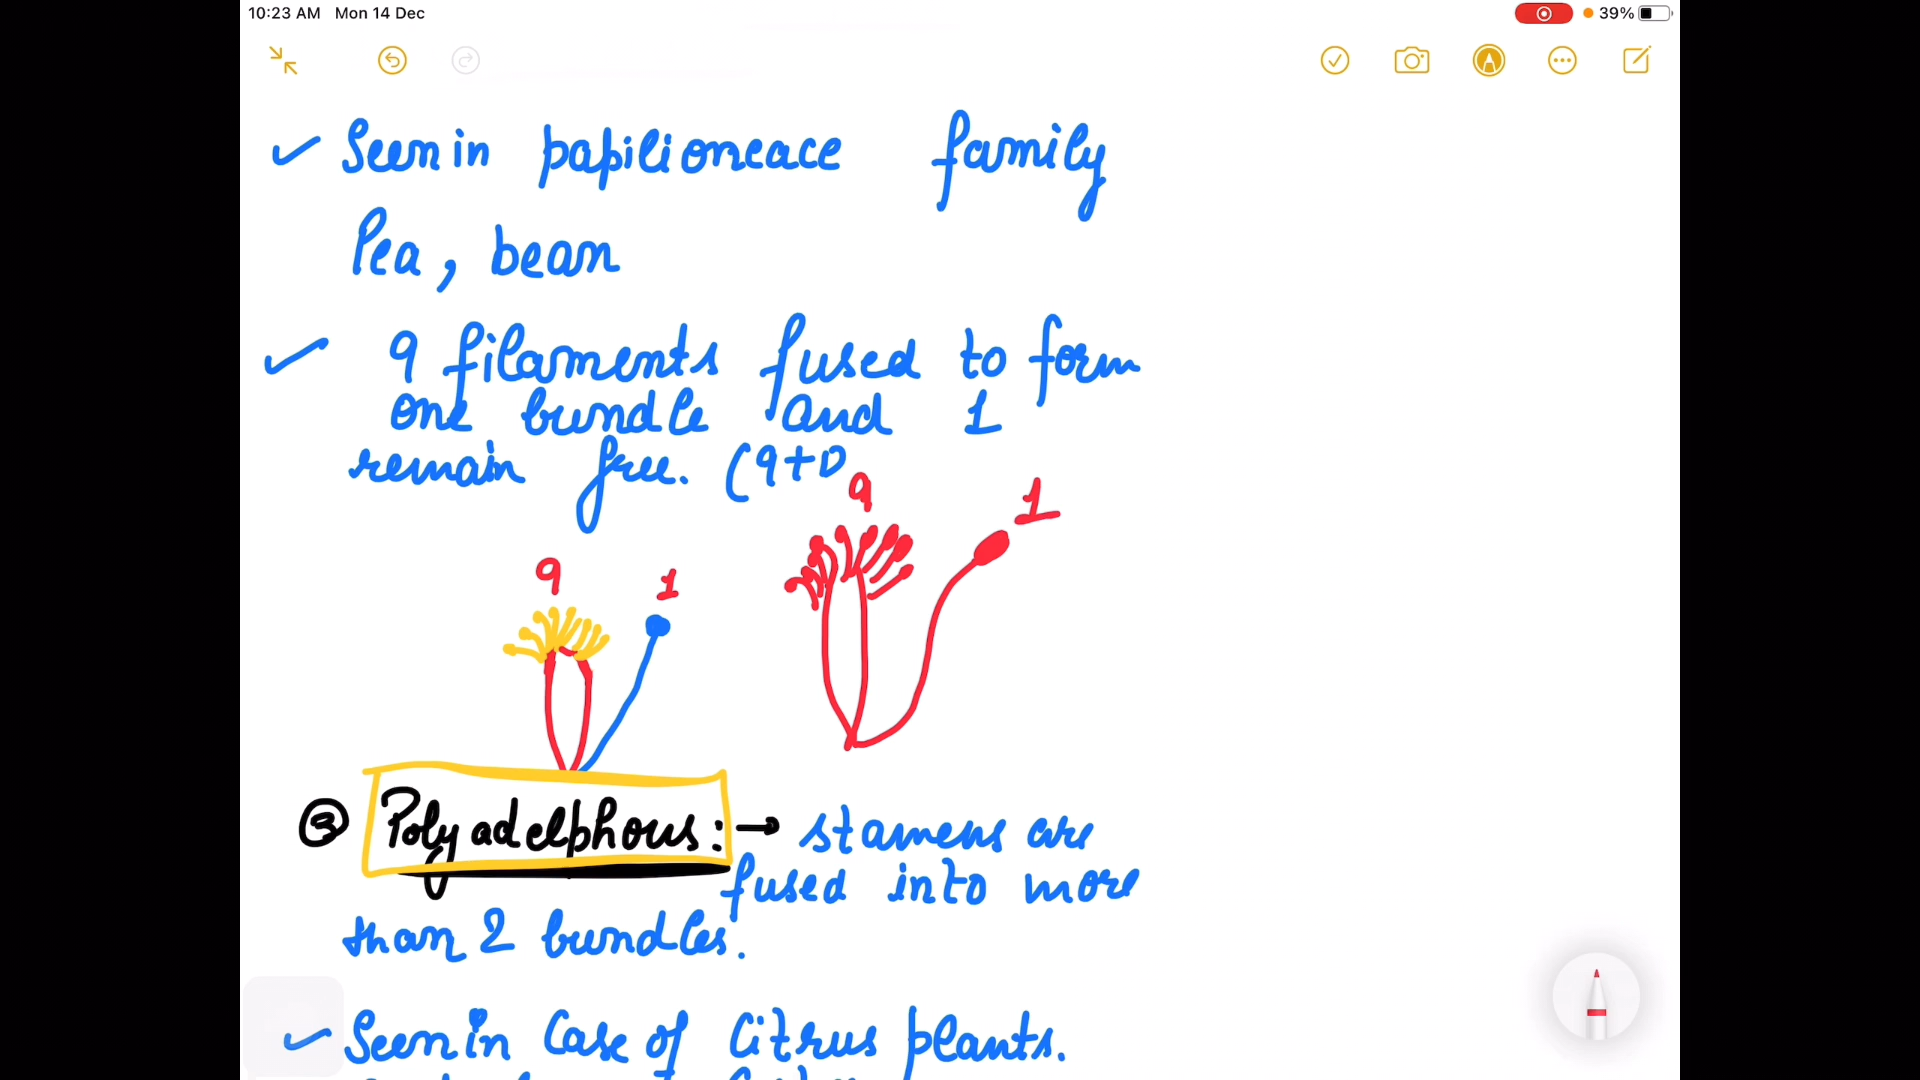 10:23 AM Mon 14 Dec
39%
Seen in papilioneace family
Pea, bean
9 filaments fused to form
one bundle and 1
remain free. (9+1)
9 1
9 1
③ Polyadelphous: → stamens are
fused into more
than 2 bundles.
Seen in Case of Citrus plants.